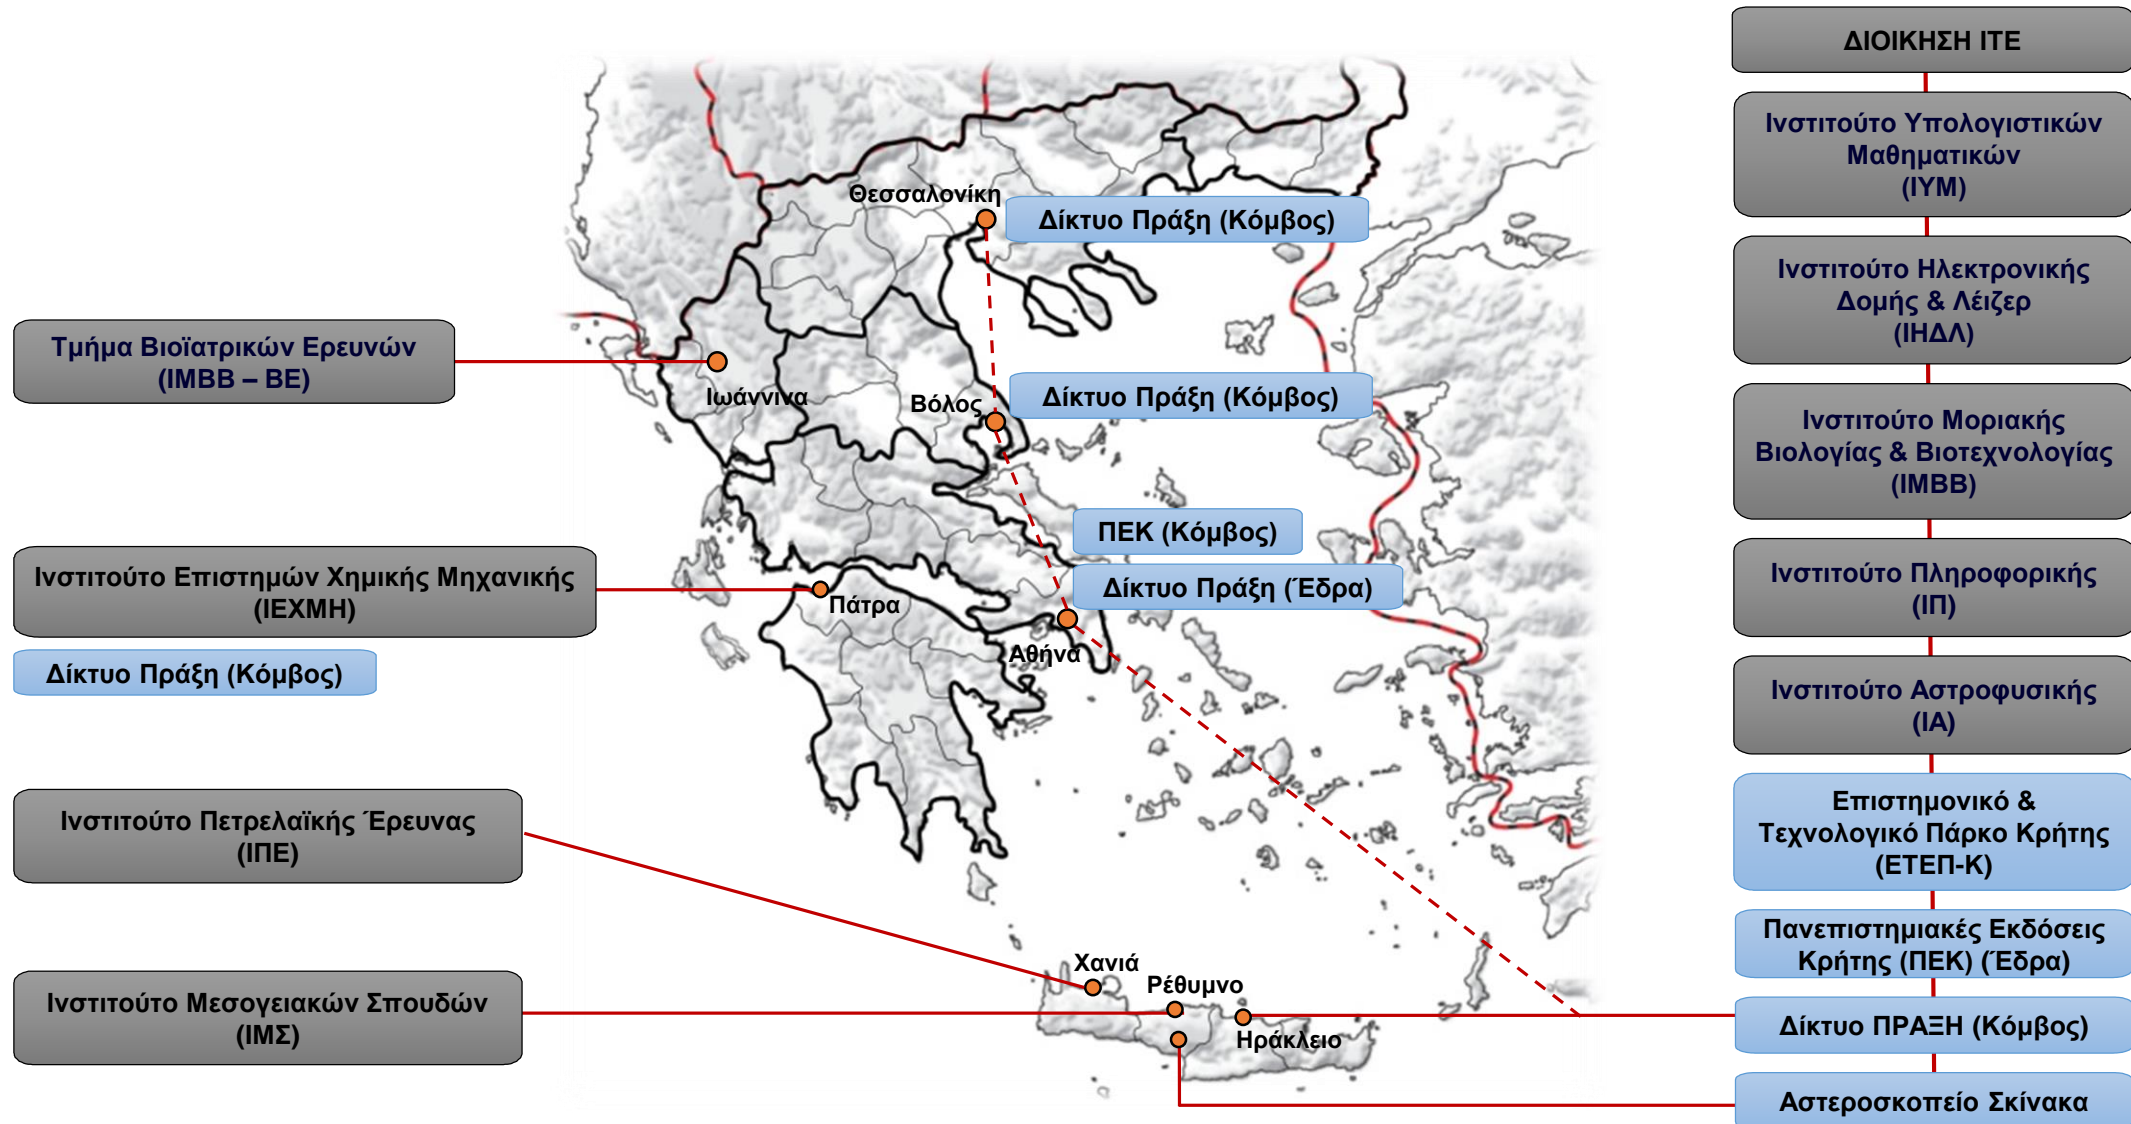 ΔΙΟΙΚΗΣΗ ΙΤΕ
Ινστιτούτο Υπολογιστικών
Μαθηματικών
(ΙΥΜ)
Ινστιτούτο Ηλεκτρονικής
Δομής & Λέιζερ
(ΙΗΔΛ)
Ινστιτούτο Μοριακής
Βιολογίας & Βιοτεχνολογίας
(ΙΜΒΒ)
Ινστιτούτο Πληροφορικής
(ΙΠ)
Ινστιτούτο Αστροφυσικής
(ΙΑ)
Επιστημονικό &
Τεχνολογικό Πάρκο Κρήτης
(ΕΤΕΠ-Κ)
Πανεπιστημιακές Εκδόσεις
Κρήτης (ΠΕΚ) (Έδρα)
Δίκτυο ΠΡΑΞΗ (Κόμβος)
Αστεροσκοπείο Σκίνακα
Θεσσαλονίκη
Δίκτυο Πράξη (Κόμβος)
Τμήμα Βιοϊατρικών Ερευνών
(ΙΜΒΒ – ΒΕ)
Ιωάννινα
Βόλος
Δίκτυο Πράξη (Κόμβος)
ΠΕΚ (Κόμβος)
Δίκτυο Πράξη (Έδρα)
Αθήνα
Ινστιτούτο Επιστημών Χημικής Μηχανικής
(ΙΕΧΜΗ)
Πάτρα
Δίκτυο Πράξη (Κόμβος)
Ινστιτούτο Πετρελαϊκής Έρευνας
(ΙΠΕ)
Χανιά
Ρέθυμνο
Ηράκλειο
Ινστιτούτο Μεσογειακών Σπουδών
(ΙΜΣ)